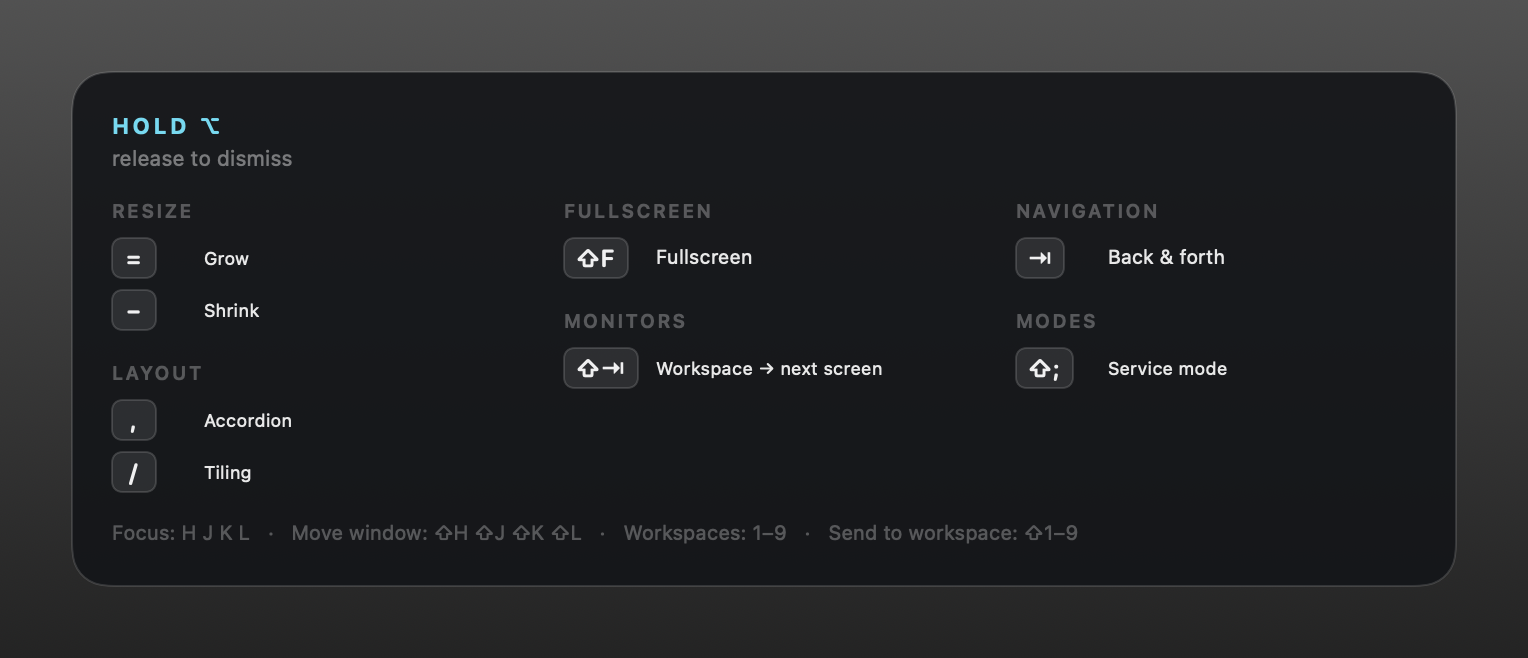 HOLD ⌥
release to dismiss
RESIZE
= Grow
− Shrink
LAYOUT
, Accordion
/ Tiling
FULLSCREEN
⇧F Fullscreen
MONITORS
⇧⇥ Workspace → next screen
NAVIGATION
⇥ Back & forth
MODES
⇧; Service mode
Focus: H J K L · Move window: ⇧H ⇧J ⇧K ⇧L · Workspaces: 1–9 · Send to workspace: ⇧1–9